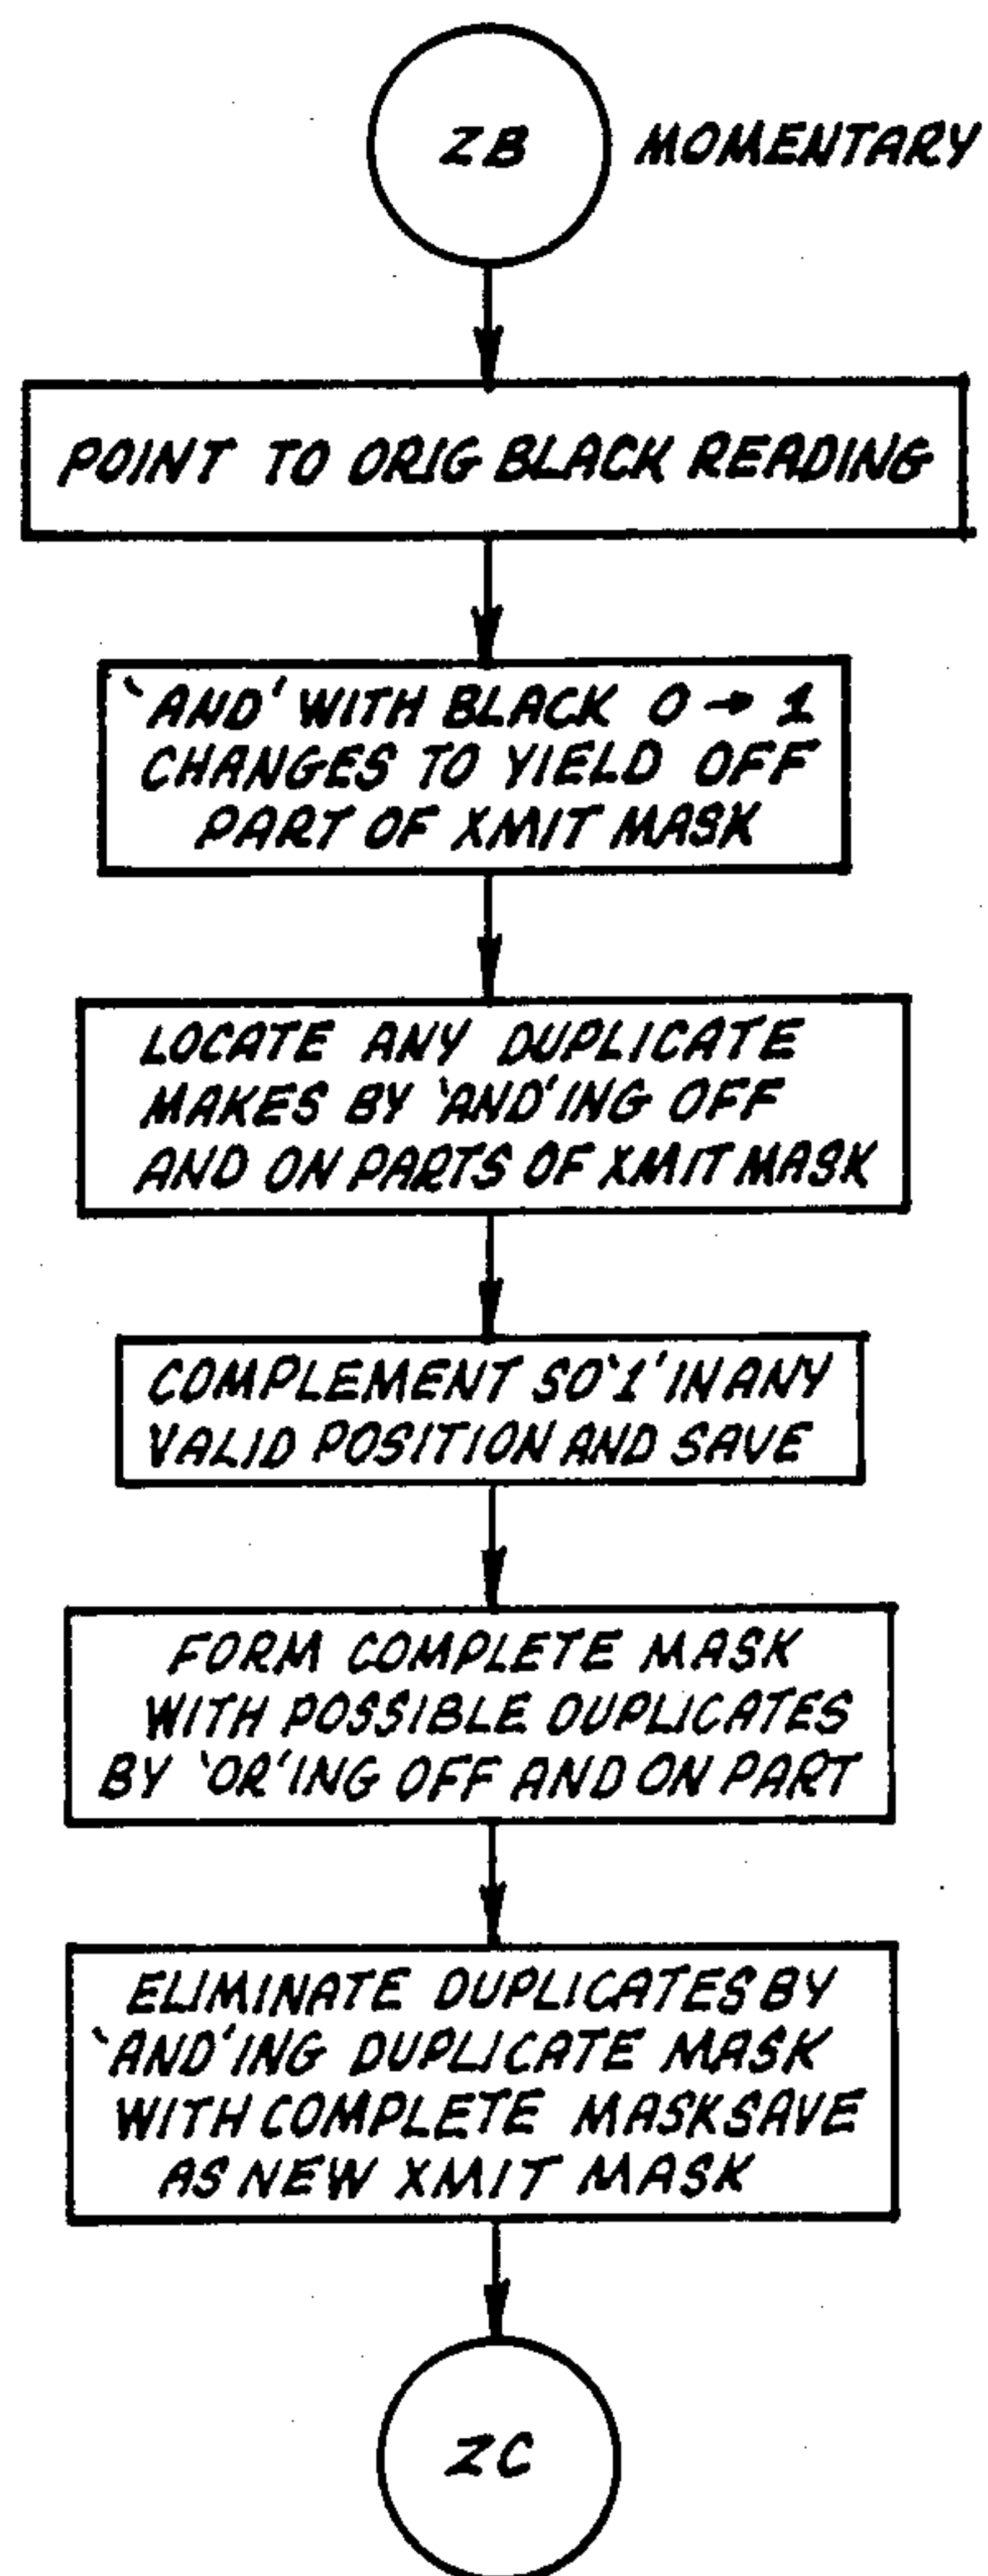 ZB MOMENTARY
POINT TO ORIG BLACK READING
'AND' WITH BLACK 0 → 1
CHANGES TO YIELD OFF
PART OF XMIT MASK
LOCATE ANY DUPLICATE
MAKES BY 'AND'ING OFF
AND ON PARTS OF XMIT MASK
COMPLEMENT SO '1' IN ANY
VALID POSITION AND SAVE
FORM COMPLETE MASK
WITH POSSIBLE DUPLICATES
BY 'OR'ING OFF AND ON PART
ELIMINATE DUPLICATES BY
'AND'ING DUPLICATE MASK
WITH COMPLETE MASK SAVE
AS NEW XMIT MASK
ZC